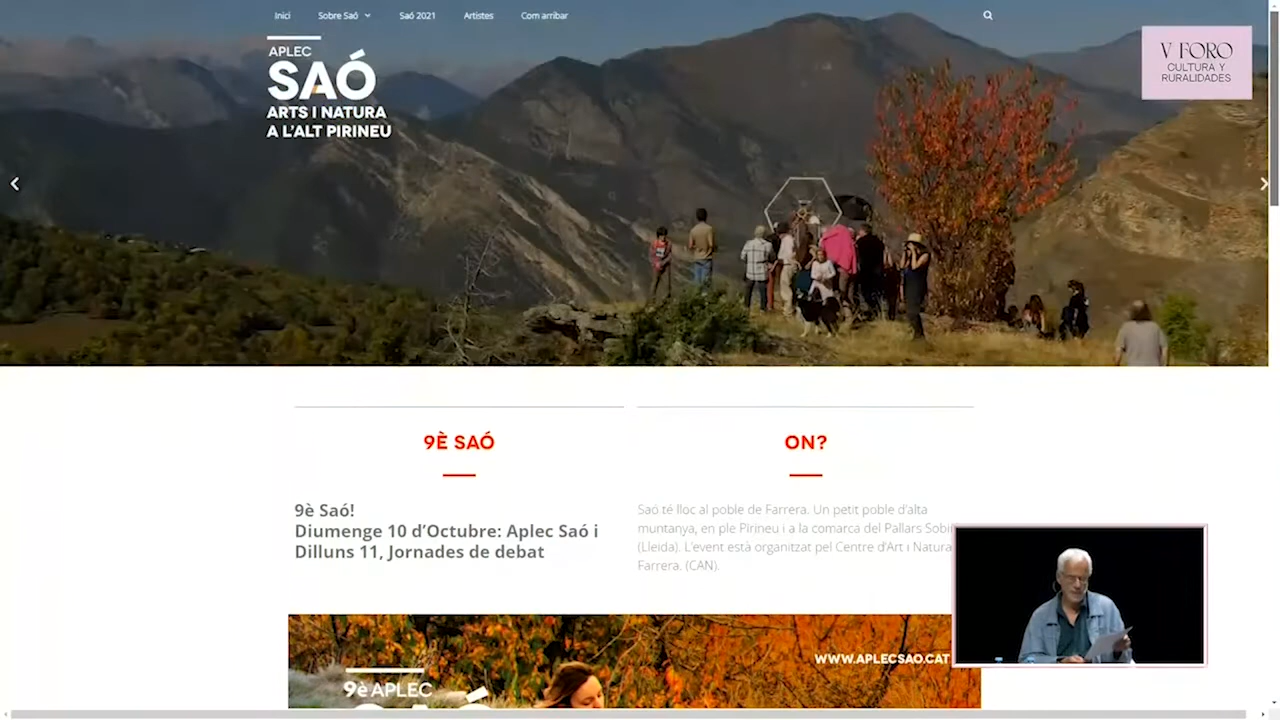 Inici Sobre Saó Saó 2021 Artistes Com arribar
APLEC
SAÓ
ARTS I NATURA
A L'ALT PIRINEU
V FORO
CULTURA Y
RURALIDADES
9È SAÓ
9è Saó!
Diumenge 10 d'Octubre: Aplec Saó i
Dilluns 11, Jornades de debat
ON?
Saó té lloc al poble de Farrera. Un petit poble d'alta
muntanya, en ple Pirineu i a la comarca del Pallars
(Lleida). L'event està organitzat pel Centre d'Art i Natura
Farrera. (CAN).
WWW.APLECSAO.CAT
9è APLEC